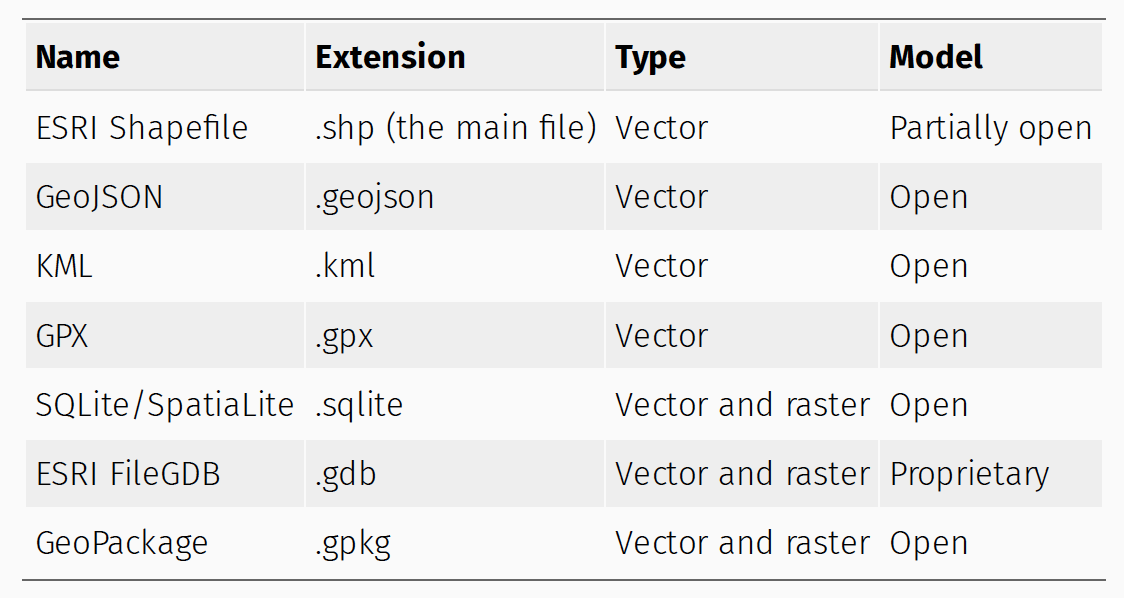 Name Extension Type Model
ESRI Shapefile .shp (the main file) Vector Partially open
GeoJSON .geojson Vector Open
KML .kml Vector Open
GPX .gpx Vector Open
SQLite/SpatiaLite .sqlite Vector and raster Open
ESRI FileGDB .gdb Vector and raster Proprietary
GeoPackage .gpkg Vector and raster Open